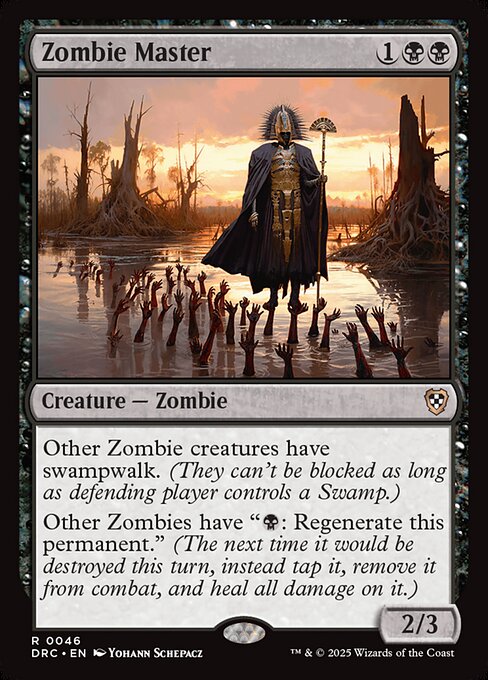 Zombie Master 1
Creature — Zombie
Other Zombie creatures have
swampwalk. (They can't be blocked as long
as defending player controls a Swamp.)
Other Zombies have “: Regenerate this
permanent.” (The next time it would be
destroyed this turn, instead tap it, remove it
from combat, and heal all damage on it.)
2/3
R 0046
DRC • EN Yohann Schepacz
™ & © 2025 Wizards of the Coast